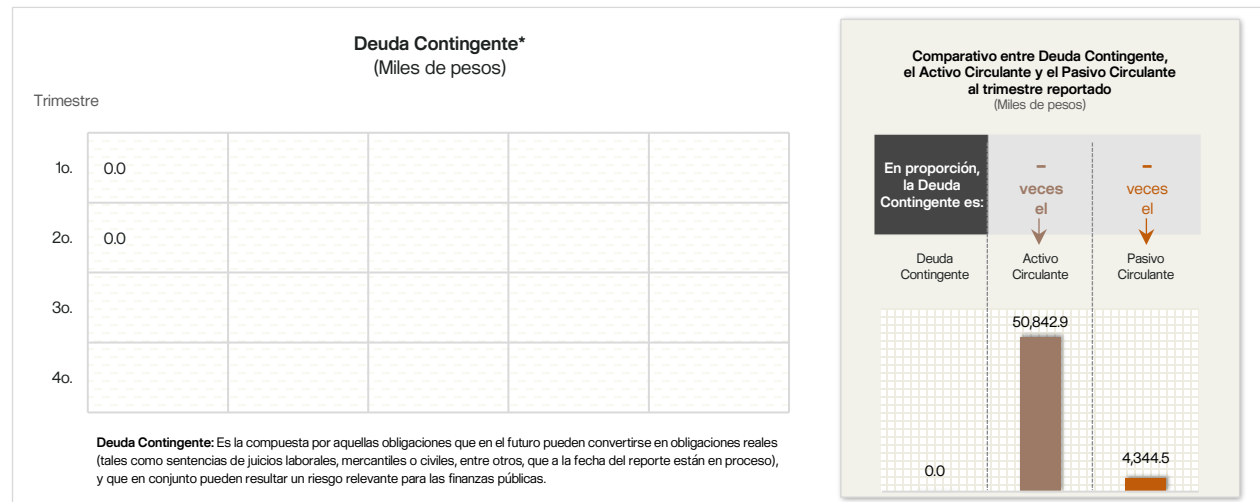 Deuda Contingente*
(Miles de pesos)
Trimestre
1o. 0.0
2o. 0.0
3o.
4o.
Deuda Contingente: Es la compuesta por aquellas obligaciones que en el futuro pueden convertirse en obligaciones reales
(tales como sentencias de juicios laborales, mercantiles o civiles, entre otros, que a la fecha del reporte están en proceso),
y que en conjunto pueden resultar un riesgo relevante para las finanzas públicas.
Comparativo entre Deuda Contingente,
el Activo Circulante y el Pasivo Circulante
al trimestre reportado
(Miles de pesos)
En proporción,
la Deuda
Contingente es:
–
veces
el
–
veces
el
Deuda
Contingente
Activo
Circulante
Pasivo
Circulante
0.0
50,842.9
4,344.5